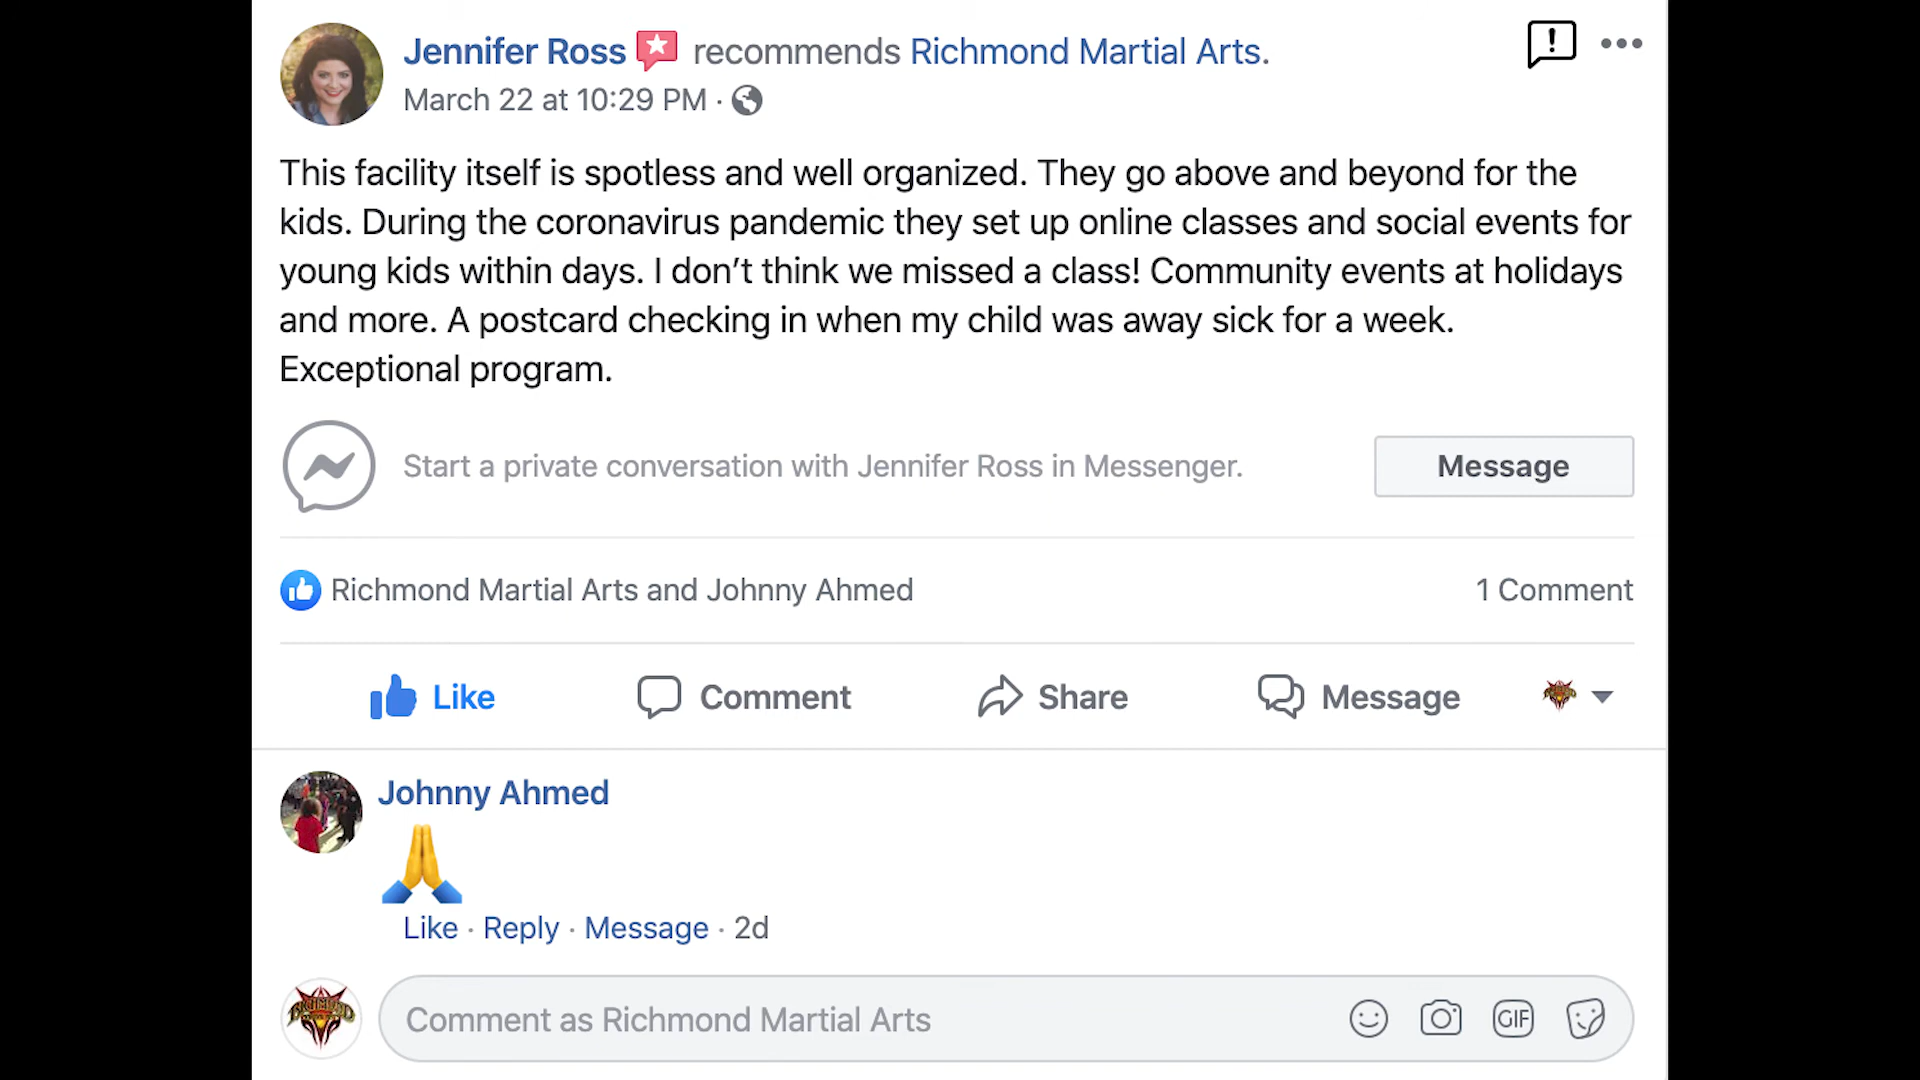 Jennifer Ross recommends Richmond Martial Arts.
March 22 at 10:29 PM ·
This facility itself is spotless and well organized. They go above and beyond for the
kids. During the coronavirus pandemic they set up online classes and social events for
young kids within days. I don’t think we missed a class! Community events at holidays
and more. A postcard checking in when my child was away sick for a week.
Exceptional program.
Start a private conversation with Jennifer Ross in Messenger.
Message
Richmond Martial Arts and Johnny Ahmed
1 Comment
Like
Comment
Share
Message
Johnny Ahmed
🙏
Like · Reply · Message · 2d
RICHMOND
Comment as Richmond Martial Arts
GIF